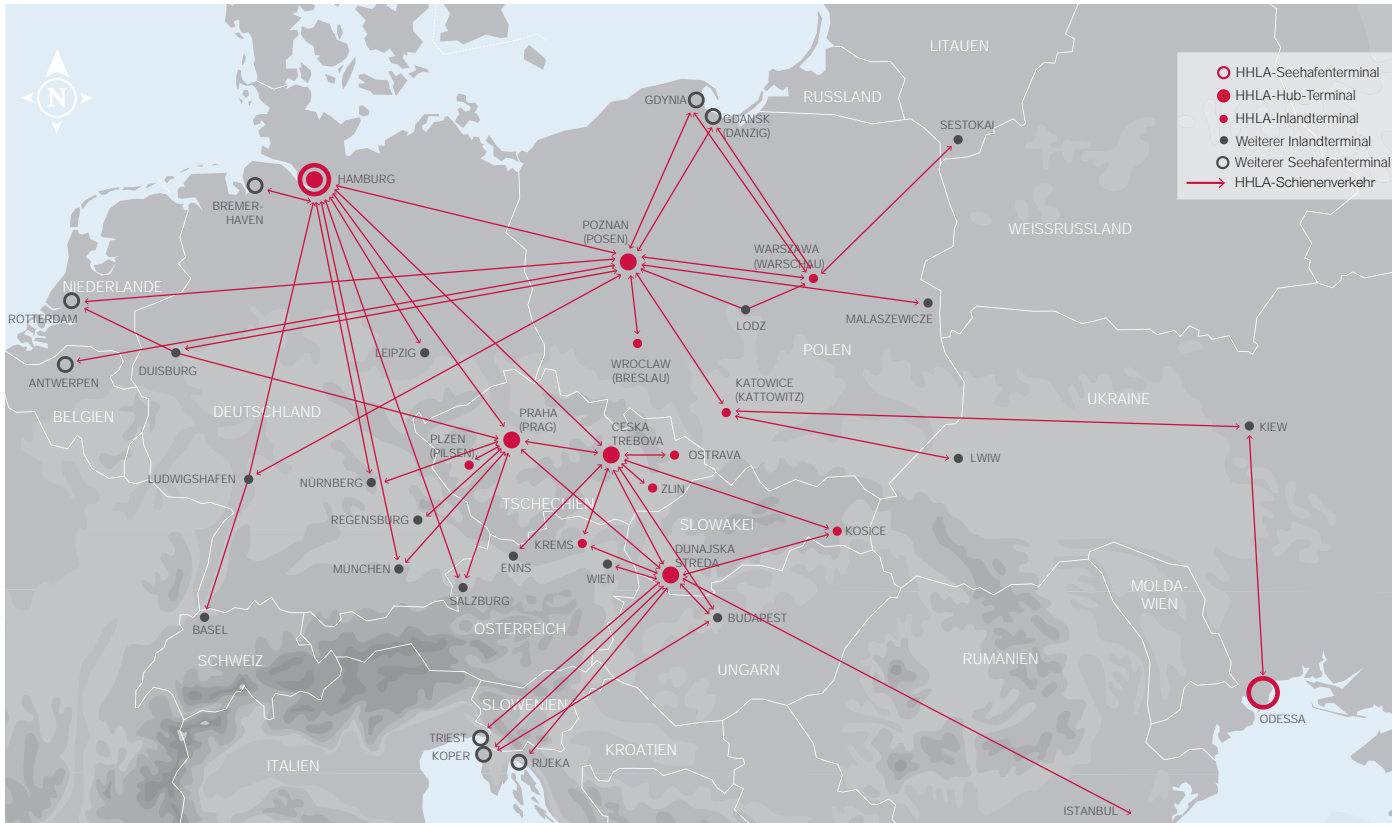 LITAUEN
HHLA-Seehafenterminal
HHLA-Hub-Terminal
HHLA-Inlandterminal
Weiterer Inlandterminal
Weiterer Seehafenterminal
HHLA-Schienenverkehr
N
RUSSLAND
GDYNIA
GDANSK
(DANZIG)
SESTOKAI
HAMBURG
BREMER-
HAVEN
POZNAN
(POSEN)
WARSZAWA
(WARSCHAU)
WEISSRUSSLAND
NIEDERLANDE
ROTTERDAM
MALASZEWICZE
LODZ
POLEN
LEIPZIG
DUISBURG
ANTWERPEN
WROCLAW
(BRESLAU)
KATOWICE
(KATTOWITZ)
UKRAINE
BELGIEN
DEUTSCHLAND
PRAHA
(PRAG)
CESKA
TREBOVA
KIEW
PLZEN
(PILSEN)
OSTRAVA
LWIW
LUDWIGSHAFEN
NÜRNBERG
ZLIN
TSCHECHIEN
REGENSBURG
SLOWAKEI
KOSICE
KREMS
DUNAJSKA
STREDA
MÜNCHEN
ENNS
WIEN
SALZBURG
MOLDA-
WIEN
BASEL
BUDAPEST
ÖSTERREICH
SCHWEIZ
UNGARN
RUMÄNIEN
SLOWENIEN
ODESSA
TRIEST
KOPER
RIJEKA
KROATIEN
ITALIEN
ISTANBUL